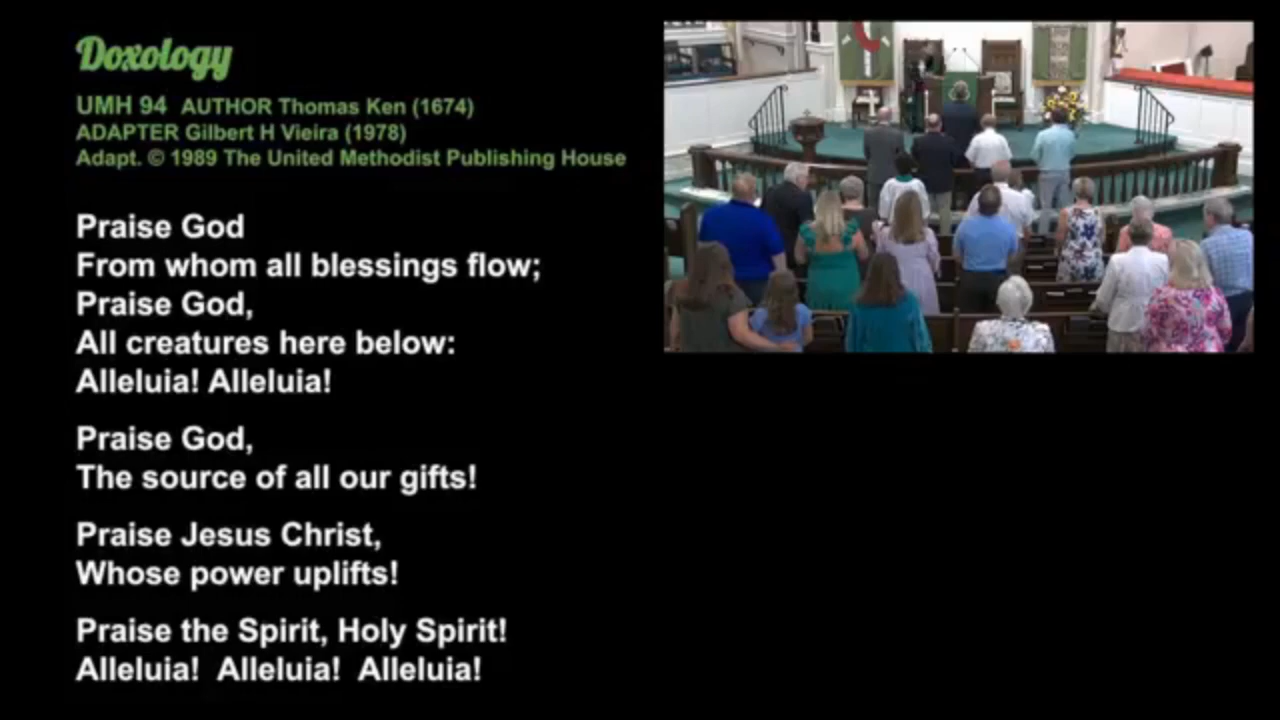 Doxology
UMH 94 AUTHOR Thomas Ken (1674)
ADAPTER Gilbert H Vieira (1978)
Adapt. © 1989 The United Methodist Publishing House
Praise God
From whom all blessings flow;
Praise God,
All creatures here below:
Alleluia! Alleluia!
Praise God,
The source of all our gifts!
Praise Jesus Christ,
Whose power uplifts!
Praise the Spirit, Holy Spirit!
Alleluia! Alleluia! Alleluia!